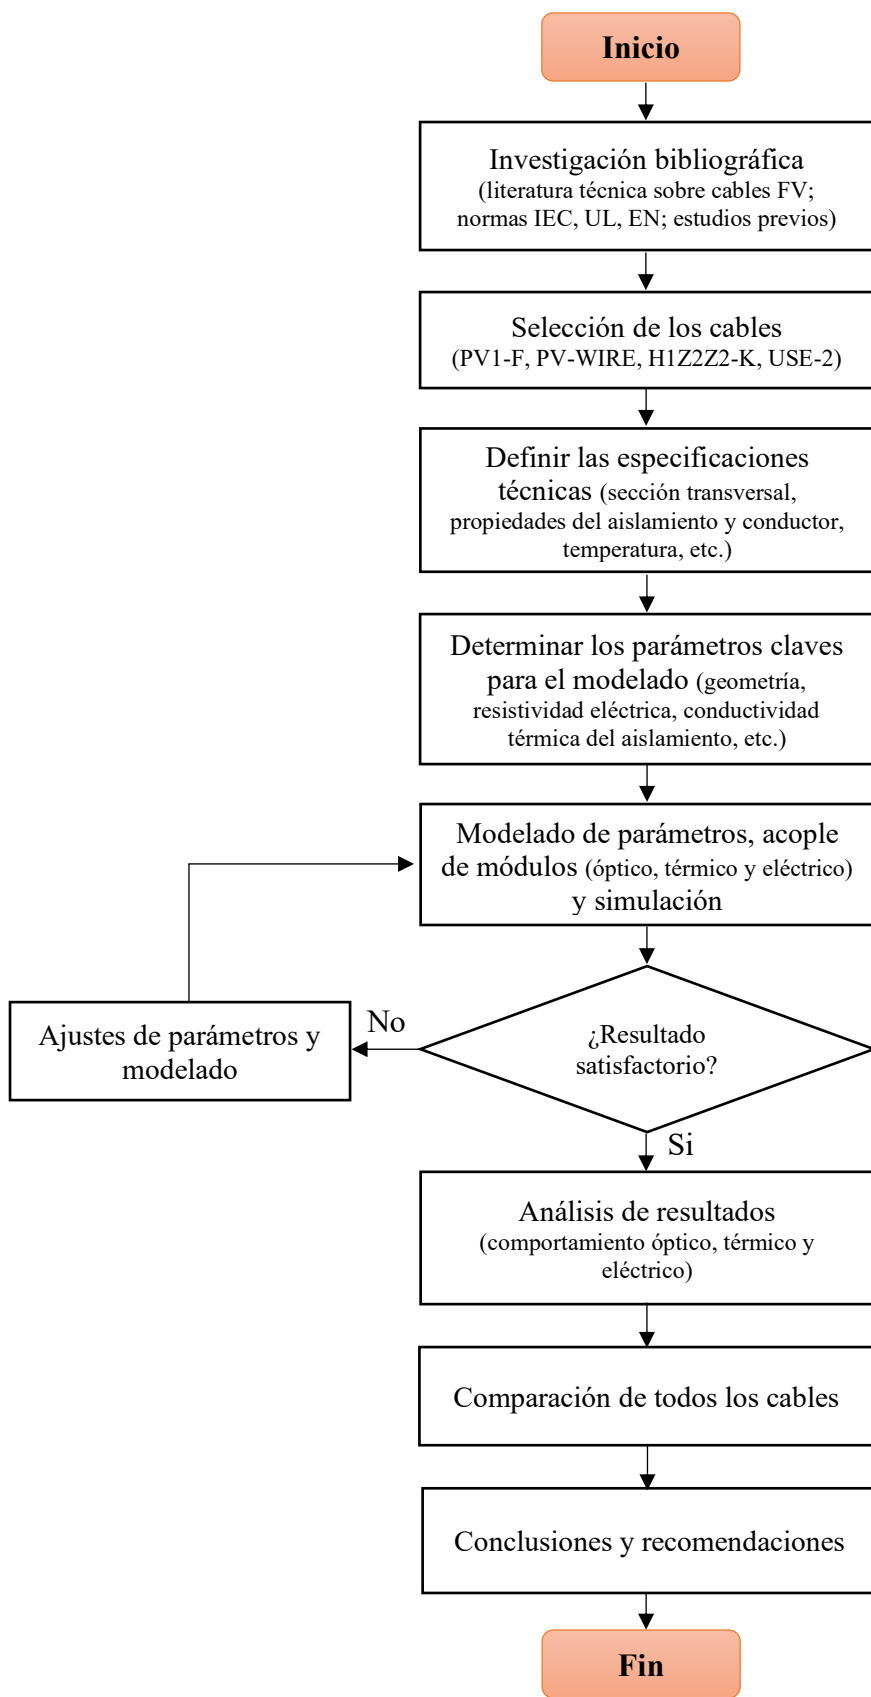 Inicio
Investigación bibliográfica
(literatura técnica sobre cables FV;
normas IEC, UL, EN; estudios previos)
Selección de los cables
(PV1-F, PV-WIRE, H1Z2Z2-K, USE-2)
Definir las especificaciones
técnicas (sección transversal,
propiedades del aislamiento y conductor,
temperatura, etc.)
Determinar los parámetros claves
para el modelado (geometría,
resistividad eléctrica, conductividad
térmica del aislamiento, etc.)
Modelado de parámetros, acople
de módulos (óptico, térmico y eléctrico)
y simulación
¿Resultado
satisfactorio?
No
Ajustes de parámetros y
modelado
Si
Análisis de resultados
(comportamiento óptico, térmico y
eléctrico)
Comparación de todos los cables
Conclusiones y recomendaciones
Fin